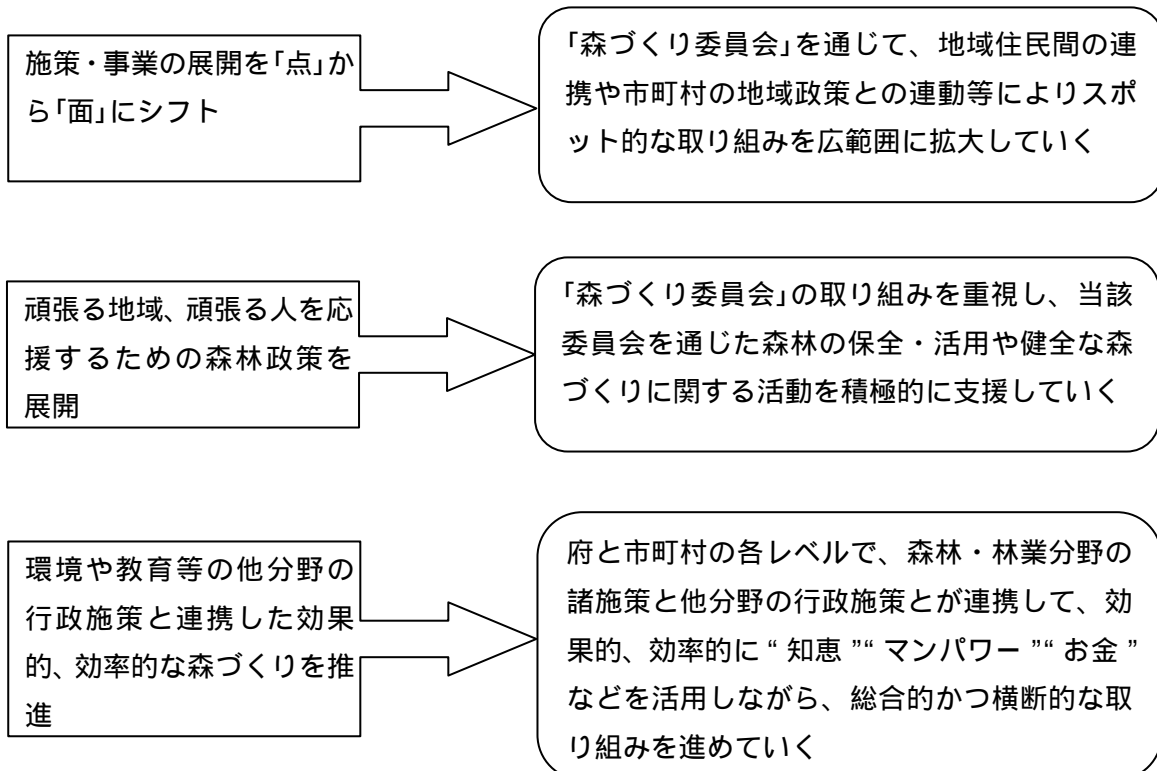 施策・事業の展開を「点」か
ら「面」にシフト
「森づくり委員会」を通じて、地域住民間の連
携や市町村の地域政策との連動等によりスポ
ット的な取り組みを広範囲に拡大していく
頑張る地域、頑張る人を応
援するための森林政策を
展開
「森づくり委員会」の取り組みを重視し、当該
委員会を通じた森林の保全・活用や健全な森
づくりに関する活動を積極的に支援していく
環境や教育等の他分野の
行政施策と連携した効果
的、効率的な森づくりを推
進
府と市町村の各レベルで、森林・林業分野の
諸施策と他分野の行政施策とが連携して、効
果的、効率的に“知恵”“マンパワー”“お金”
などを活用しながら、総合的かつ横断的な取
り組みを進めていく